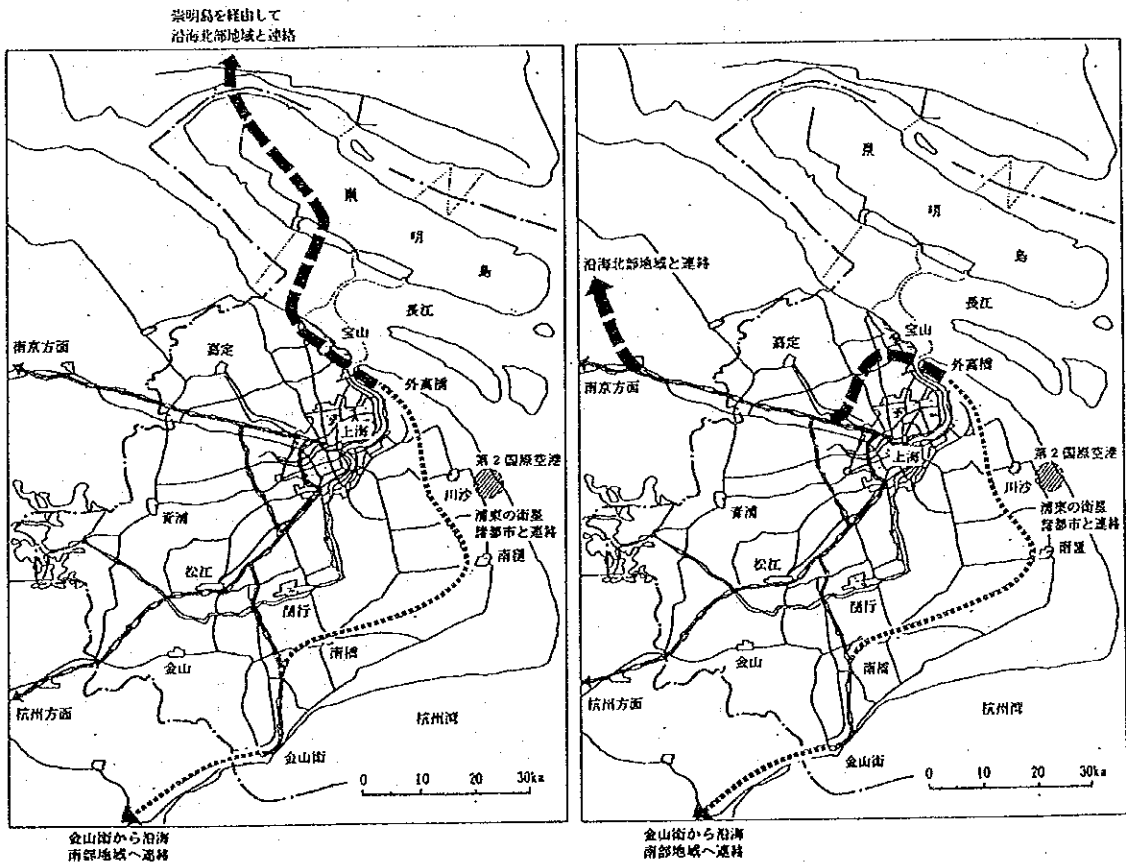 崇明島を経由して
沿海北部地域と連絡
崇
明
島
長江
宝山
嘉定
南京方面
外高橋
上海
第2国際空港
川沙
浦東の衛星
諸都市と連絡
青浦
南匯
松江
閔行
南橋
金山
杭州方面
杭州湾
金山衛
0 10 20 30km
金山衛から沿海
南部地域へ連絡
崇
明
島
沿海北部地域と連絡
長江
宝山
嘉定
南京方面
外高橋
上海
第2国際空港
川沙
浦東の衛星
諸都市と連絡
青浦
南匯
松江
閔行
金山
南橋
杭州方面
杭州湾
金山衛
0 10 20 30km
金山衛から沿海
南部地域へ連絡